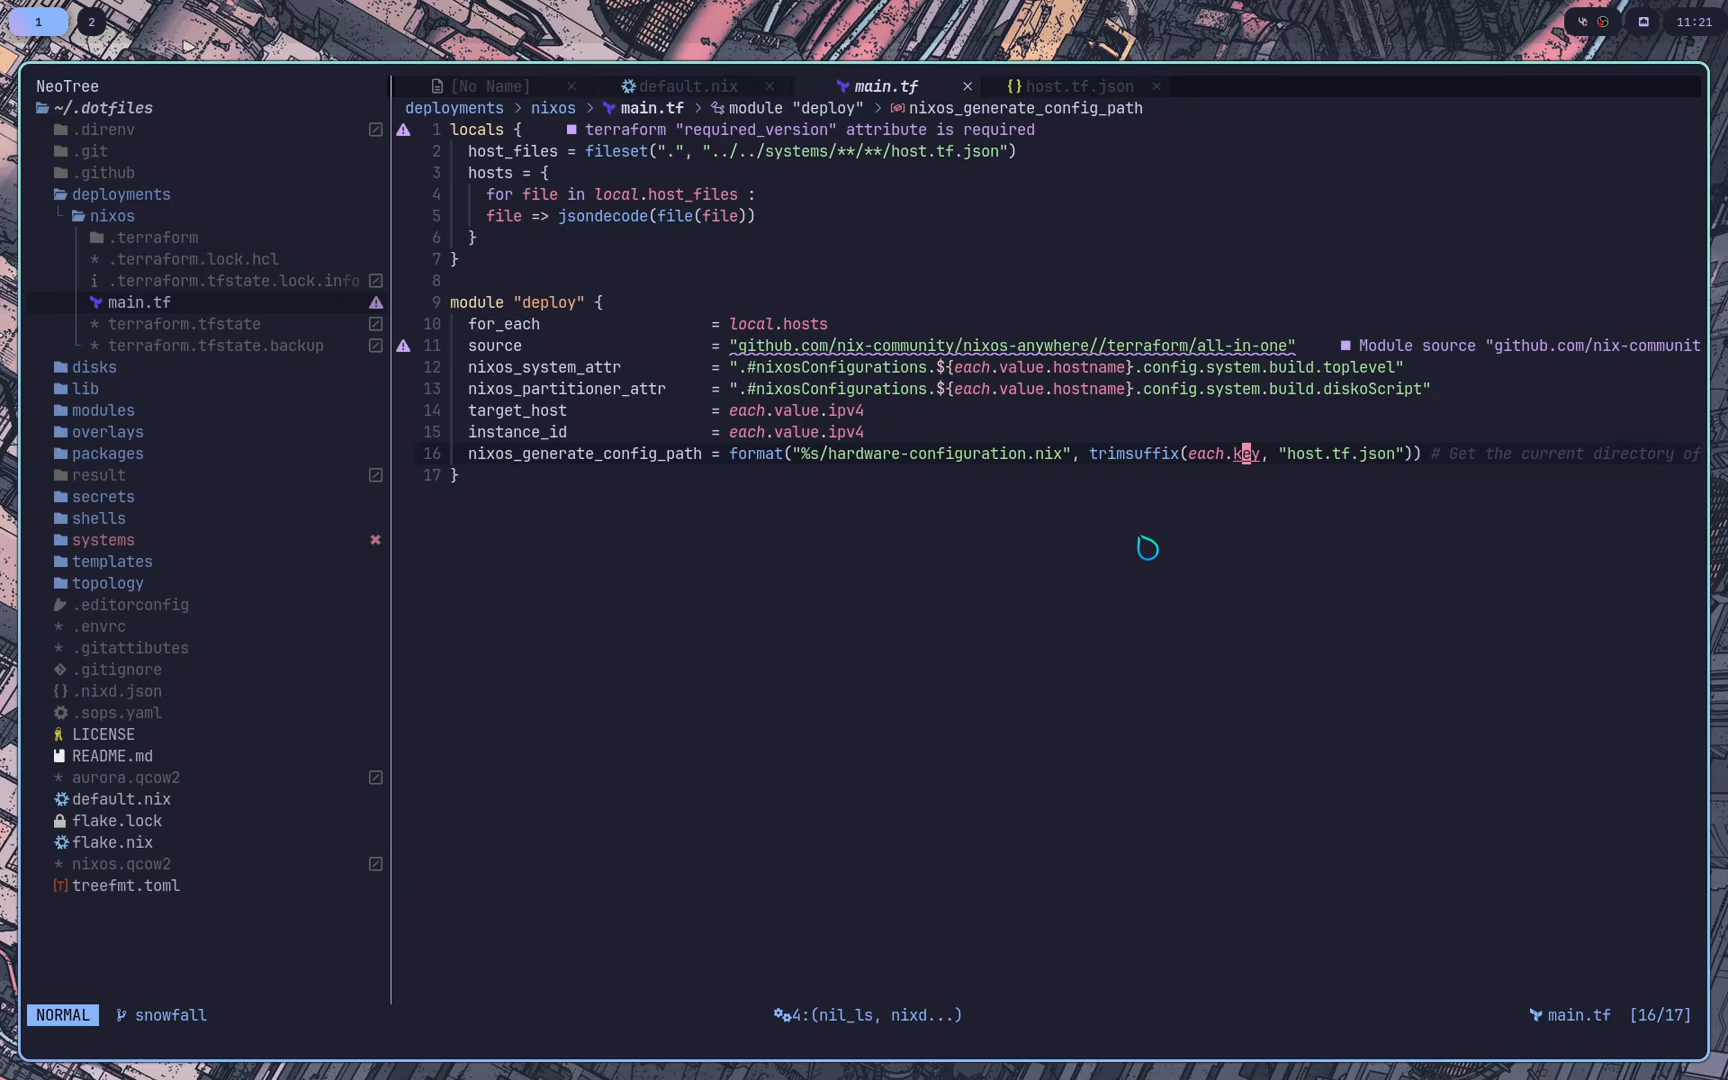 1
2
11:21
NeoTree
~/.dotfiles
.direnv
.git
.github
deployments
nixos
.terraform
.terraform.lock.hcl
.terraform.tfstate.lock.info
main.tf
terraform.tfstate
terraform.tfstate.backup
disks
lib
modules
overlays
packages
result
secrets
shells
systems
templates
topology
.editorconfig
.envrc
.gitattibutes
.gitignore
.nixd.json
.sops.yaml
LICENSE
README.md
aurora.qcow2
default.nix
flake.lock
flake.nix
nixos.qcow2
treefmt.toml
[No Name] × default.nix × main.tf × host.tf.json ×
deployments > nixos > main.tf > module "deploy" > nixos_generate_config_path
1 locals { ■ terraform "required_version" attribute is required
2 host_files = fileset(".", "../../systems/**/**/host.tf.json")
3 hosts = {
4 for file in local.host_files :
5 file => jsondecode(file(file))
6 }
7 }
8
9 module "deploy" {
10 for_each = local.hosts
11 source = "github.com/nix-community/nixos-anywhere//terraform/all-in-one" ■ Module source "github.com/nix-communit
12 nixos_system_attr = ".#nixosConfigurations.${each.value.hostname}.config.system.build.toplevel"
13 nixos_partitioner_attr = ".#nixosConfigurations.${each.value.hostname}.config.system.build.diskoScript"
14 target_host = each.value.ipv4
15 instance_id = each.value.ipv4
16 nixos_generate_config_path = format("%s/hardware-configuration.nix", trimsuffix(each.key, "host.tf.json")) # Get the current directory of
17 }
NORMAL snowfall 4:(nil_ls, nixd...) main.tf [16/17]